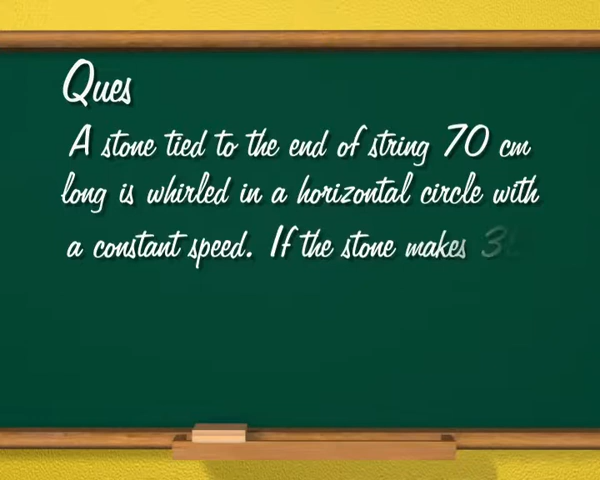 Ques
A stone tied to the end of string 70 cm
long is whirled in a horizontal circle with
a constant speed. If the stone makes